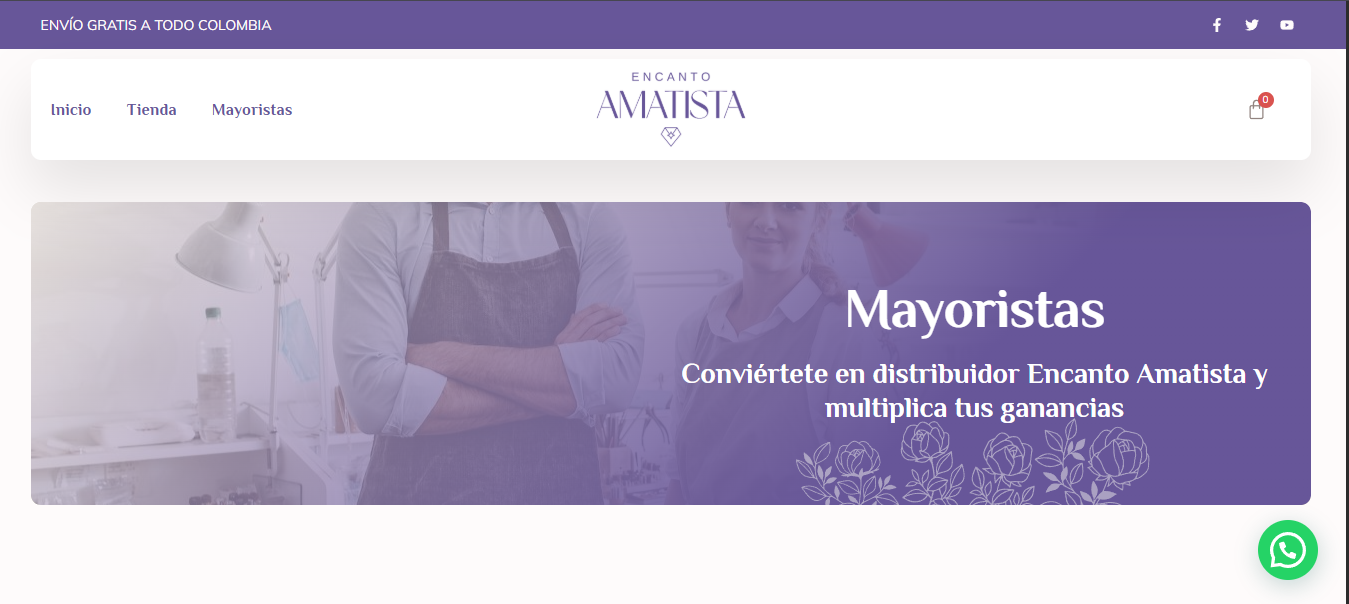 ENVÍO GRATIS A TODO COLOMBIA
Inicio
Tienda
Mayoristas
ENCANTO
AMATISTA
0
Mayoristas
Conviértete en distribuidor Encanto Amatista y
multiplica tus ganancias